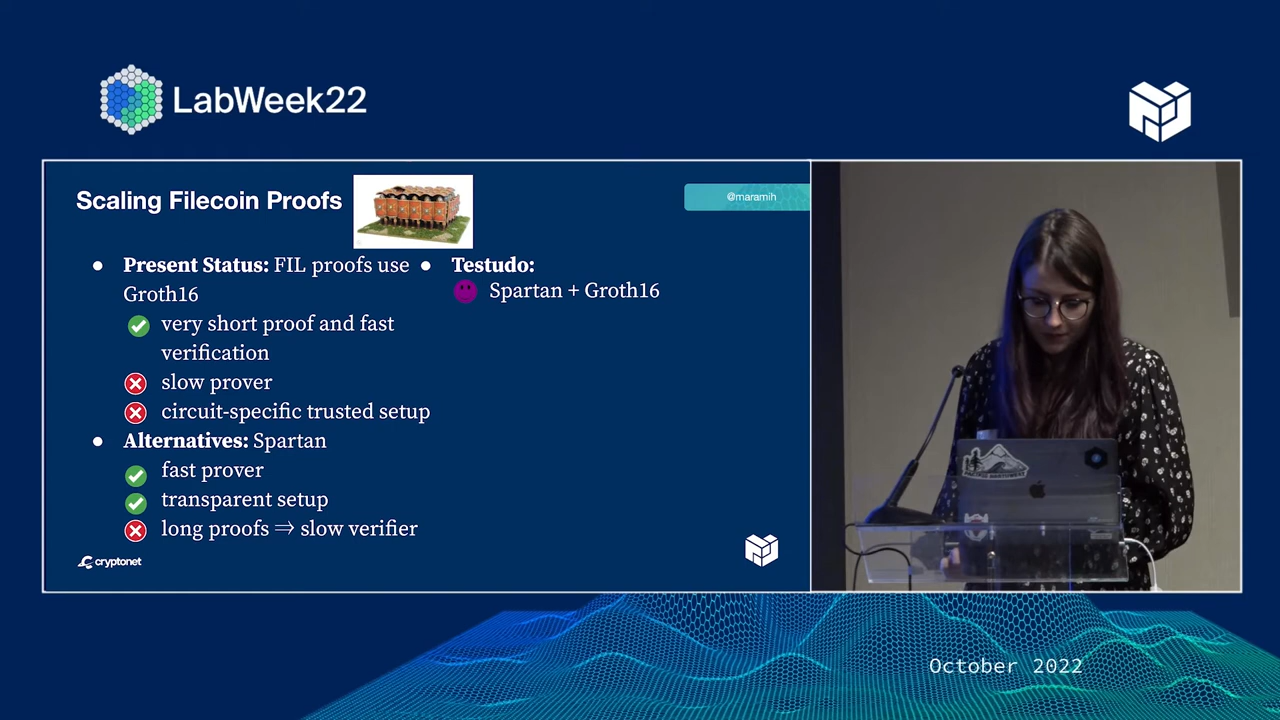 LabWeek22
Scaling Filecoin Proofs
@maramih
● Present Status: FIL proofs use
Groth16
very short proof and fast
verification
slow prover
circuit-specific trusted setup
● Alternatives: Spartan
fast prover
transparent setup
long proofs ⇒ slow verifier
● Testudo:
Spartan + Groth16
cryptonet
October 2022